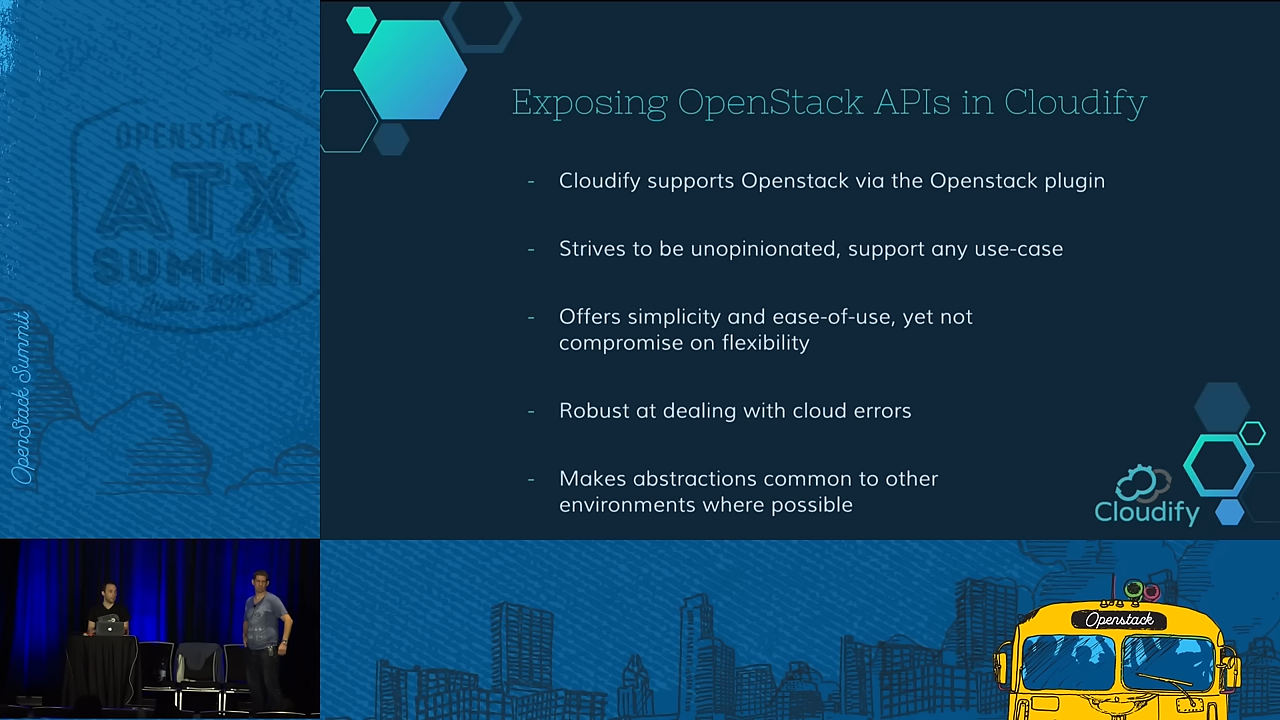 Exposing OpenStack APIs in Cloudify
- Cloudify supports Openstack via the Openstack plugin
- Strives to be unopinionated, support any use-case
- Offers simplicity and ease-of-use, yet not
compromise on flexibility
- Robust at dealing with cloud errors
- Makes abstractions common to other
environments where possible
Cloudify
OPENSTACK
ATX
SUMMIT
OpenStack Summit
Openstack